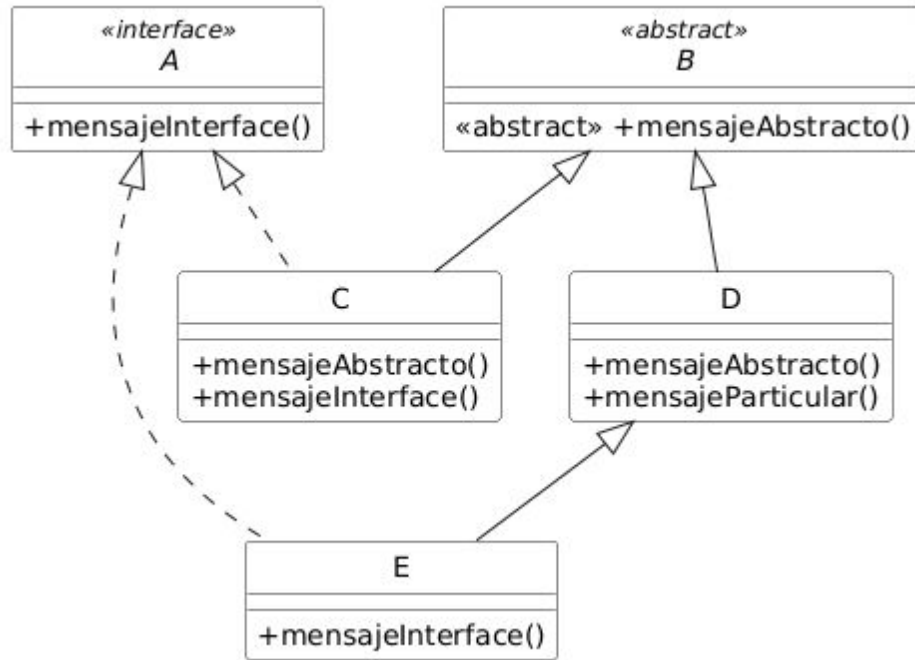 «interface»
A
+mensajeInterface()
«abstract»
B
«abstract» +mensajeAbstracto()
C
+mensajeAbstracto()
+mensajeInterface()
D
+mensajeAbstracto()
+mensajeParticular()
E
+mensajeInterface()